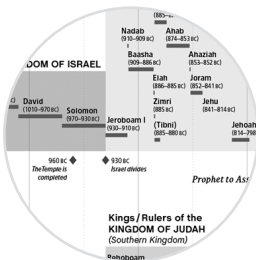 Nadab
(910–909 BC)
Ahab
(874–853 BC)
Baasha
(909–886 BC)
Ahaziah
(853–852 BC)
DOM OF ISRAEL
Elah
(886–885 BC)
Joram
(852–841 BC)
David
(1010–970 BC)
Solomon
(970–930 BC)
Zimri
(885 BC)
Jehu
(841–814 BC)
Jeroboam I
(930–910 BC)
(Tibni)
(885–880 BC)
Jehoah
(814–798
960 BC
The Temple is
completed
930 BC
Israel divides
Prophet to Ass
Kings / Rulers of the
KINGDOM OF JUDAH
(Southern Kingdom)
Rehoboam